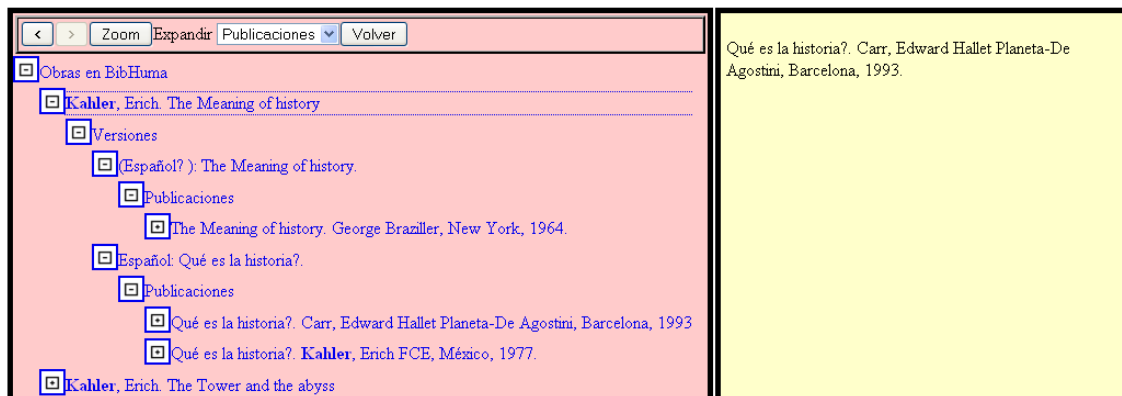 < > Zoom Expandir Publicaciones Volver
Obras en BibHuma
Kahler, Erich. The Meaning of history
Versiones
(Español? ): The Meaning of history.
Publicaciones
The Meaning of history. George Braziller, New York, 1964.
Español: Qué es la historia?.
Publicaciones
Qué es la historia?. Carr, Edward Hallet Planeta-De Agostini, Barcelona, 1993
Qué es la historia?. Kahler, Erich FCE, México, 1977.
Kahler, Erich. The Tower and the abyss
Qué es la historia?. Carr, Edward Hallet Planeta-De
Agostini, Barcelona, 1993.